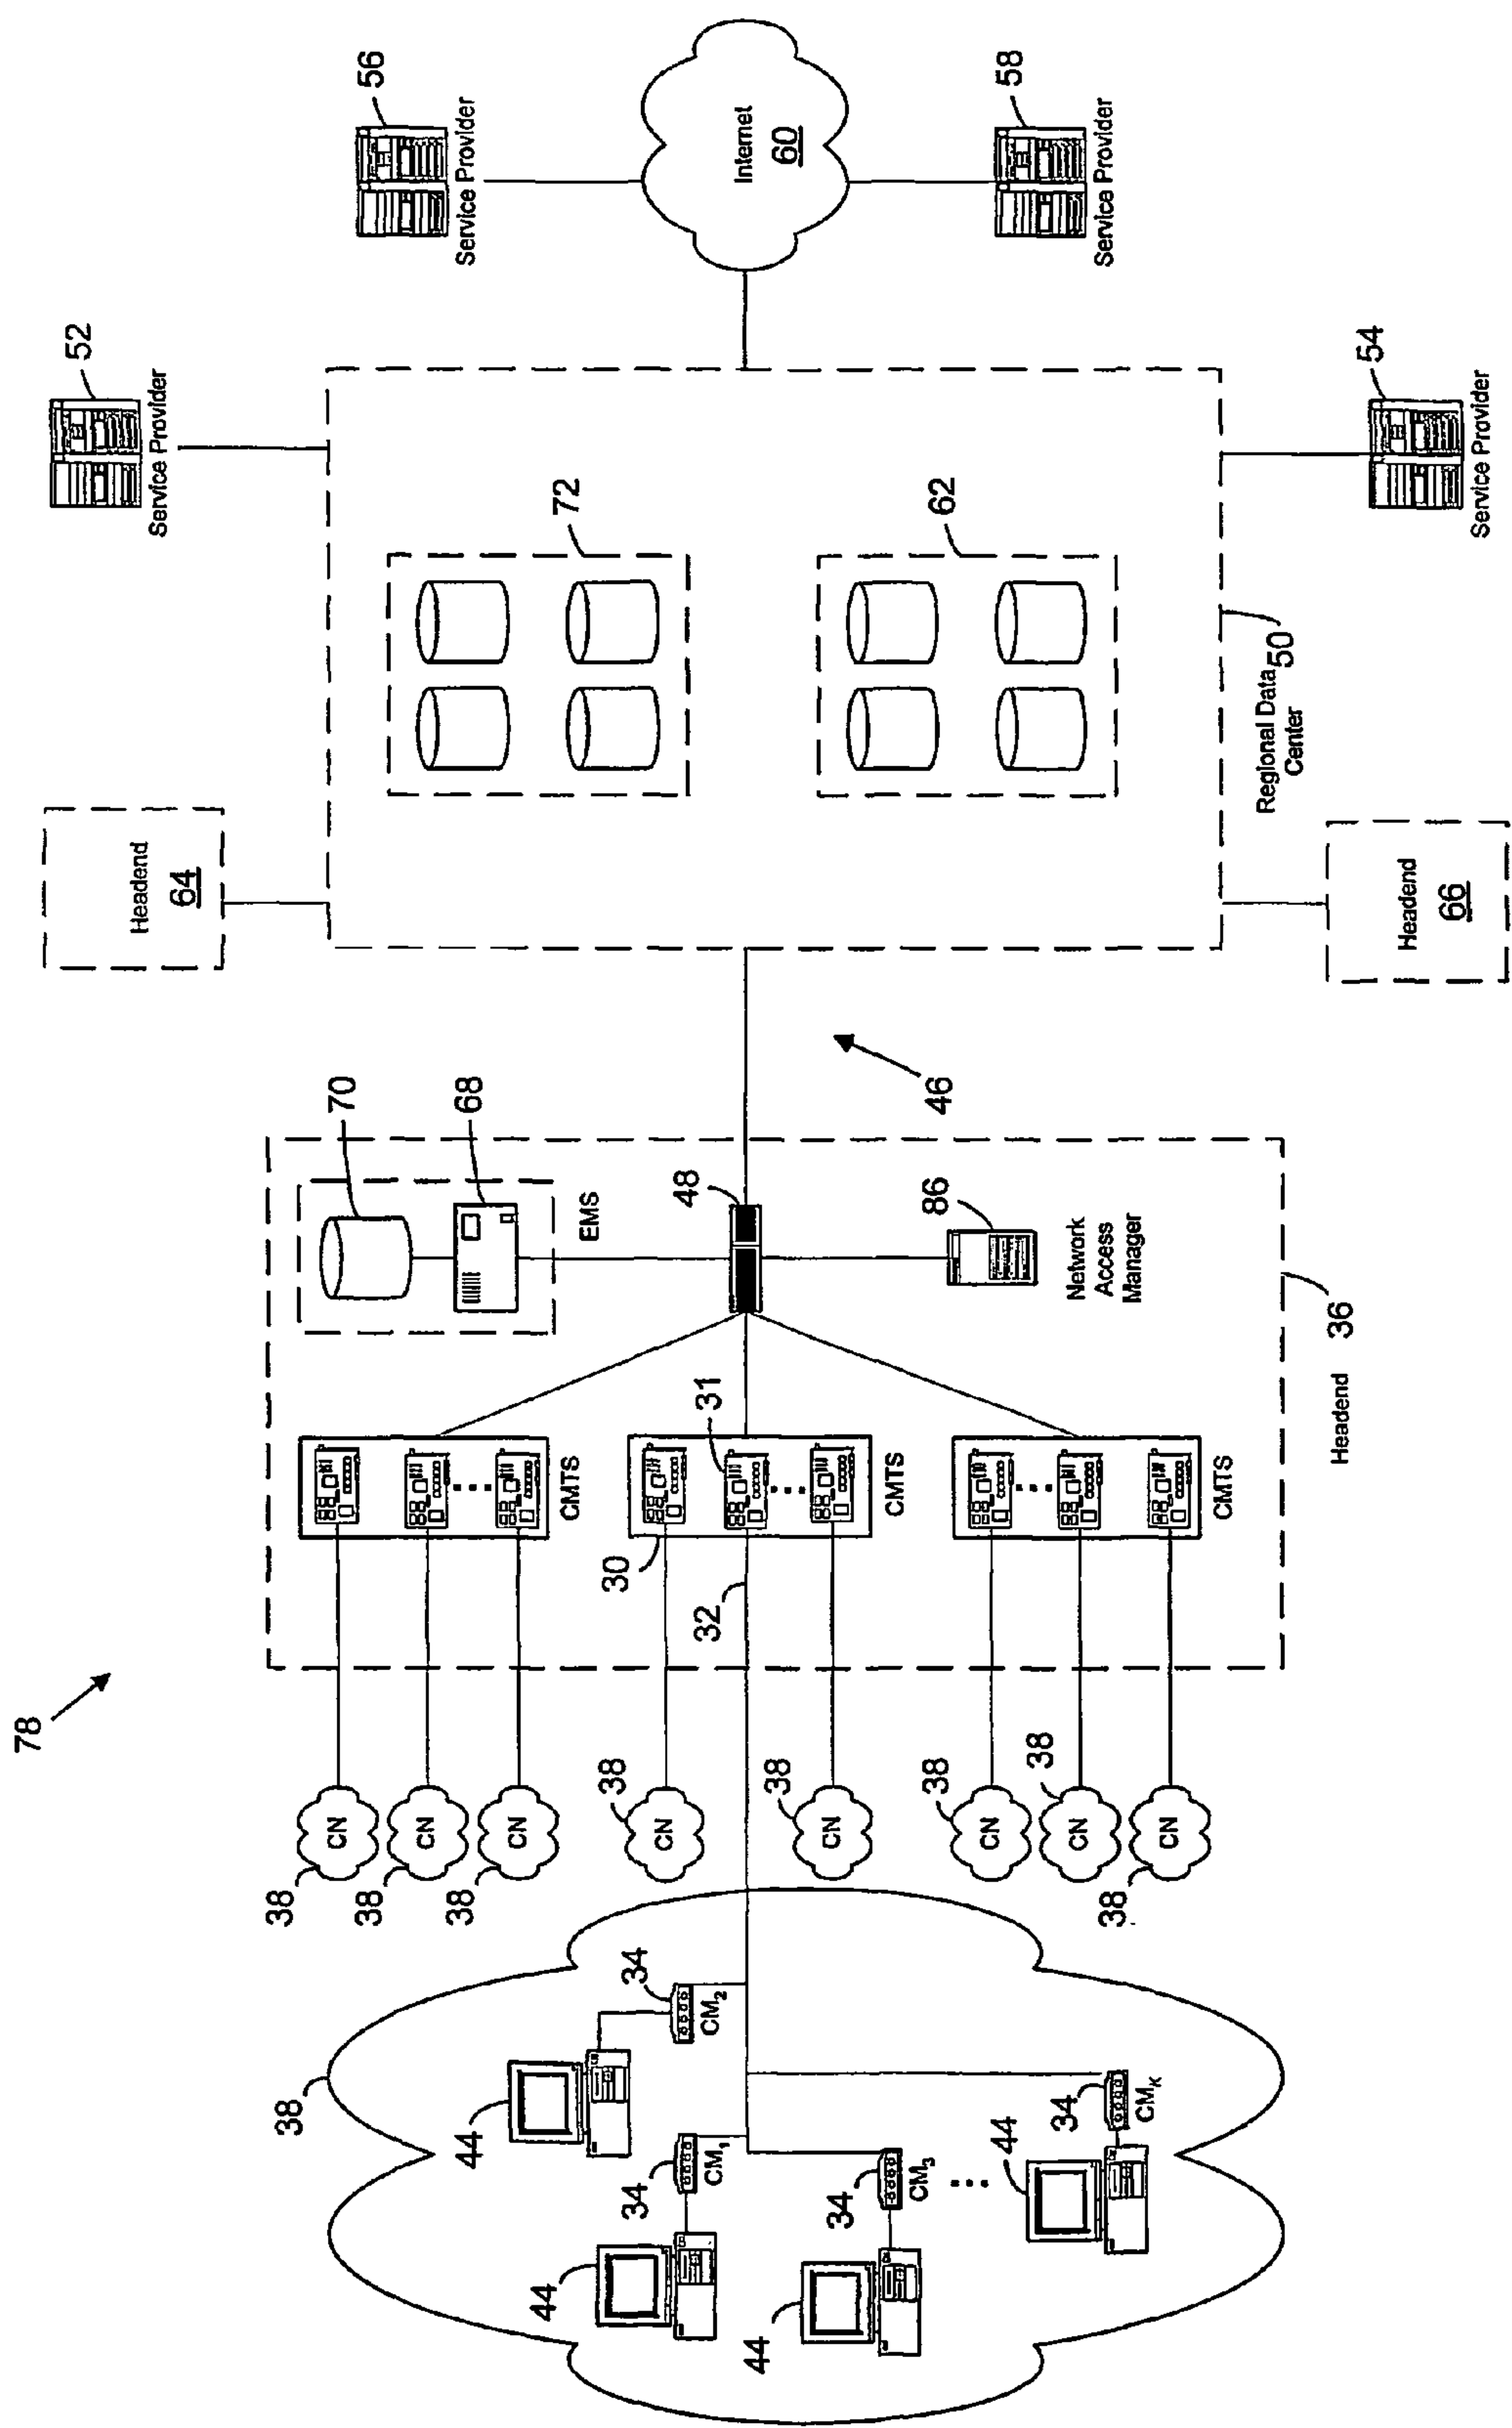 78
Headend
64
52
Service Provider
38
38
38
38
CN
CN
CN
CMTS
70
68
EMS
56
Service Provider
44
44
44
44
34
CM₁
34
CM₂
34
CM₃
34
CMK
38
CN
38
CN
30
32
31
CMTS
48
46
72
62
Internet
60
38
CN
38
CN
38
CN
CMTS
86
Network
Access
Manager
58
Service Provider
Headend
36
Regional Data
Center
50
Headend
66
54
Service Provider